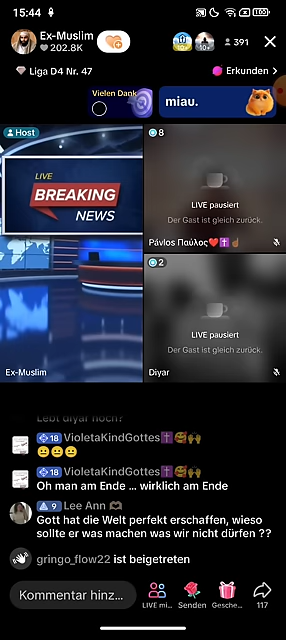 15:44
100
Ex-Muslim
202.8K
10+
10+
391
Liga D4 Nr. 47
Erkunden
Vielen Dank
miau.
Host
LIVE
BREAKING
NEWS
Ex-Muslim
8
LIVE pausiert
Der Gast ist gleich zurück.
Pávlos Παύλος❤️✝️☝🏾
2
LIVE pausiert
Der Gast ist gleich zurück.
Diyar
Lebt diyar noch?
18 VioletaKindGottes✝️🥰🙌
😐😐😐
18 VioletaKindGottes✝️🥰🙌
Oh man am Ende ... wirklich am Ende
9 Lee Ann 🫶🏽
Gott hat die Welt perfekt erschaffen, wieso
sollte er was machen was wir nicht dürfen ??
gringo_flow22 ist beigetreten
Kommentar hinz...
LIVE mi...
Senden
Gesche...
117